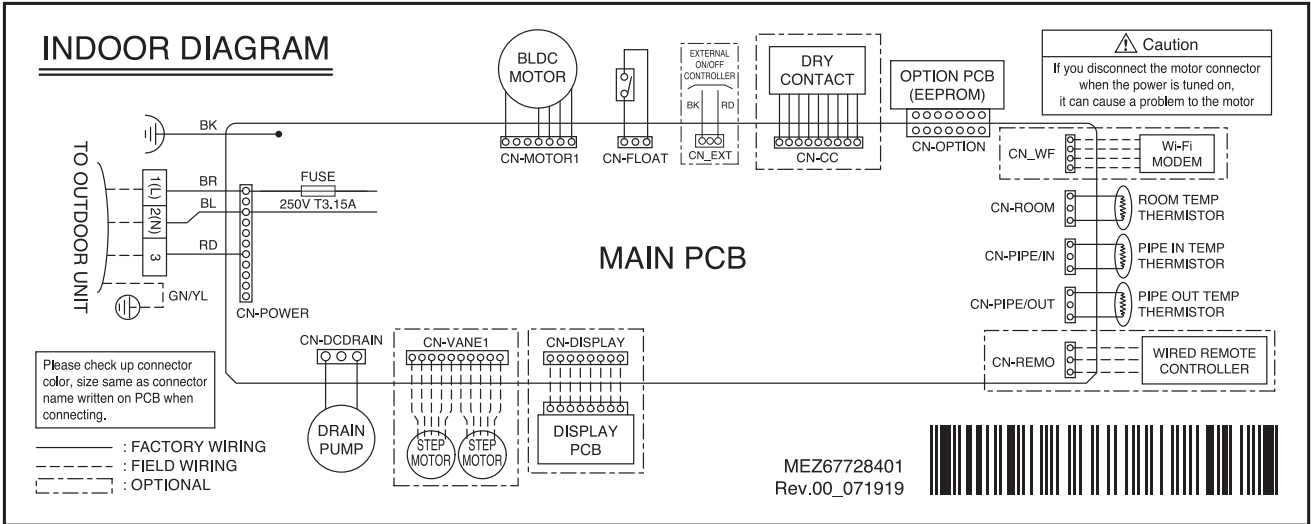 INDOOR DIAGRAM
BLDC
MOTOR
CN-MOTOR1
CN-FLOAT
EXTERNAL
ON/OFF
CONTROLLER
BK RD
CN_EXT
DRY
CONTACT
CN-CC
OPTION PCB
(EEPROM)
CN-OPTION
Caution
If you disconnect the motor connector
when the power is tuned on,
it can cause a problem to the motor
TO OUTDOOR UNIT
BK
1(L)
BR
FUSE
250V T3.15A
2(N)
BL
3
RD
GN/YL
CN-POWER
MAIN PCB
CN_WF
Wi-Fi
MODEM
CN-ROOM
ROOM TEMP
THERMISTOR
CN-PIPE/IN
PIPE IN TEMP
THERMISTOR
CN-PIPE/OUT
PIPE OUT TEMP
THERMISTOR
CN-REMO
WIRED REMOTE
CONTROLLER
CN-DCDRAIN
DRAIN
PUMP
CN-VANE1
STEP
MOTOR
STEP
MOTOR
CN-DISPLAY
DISPLAY
PCB
Please check up connector
color, size same as connector
name written on PCB when
connecting.
: FACTORY WIRING
: FIELD WIRING
: OPTIONAL
MEZ67728401
Rev.00_071919